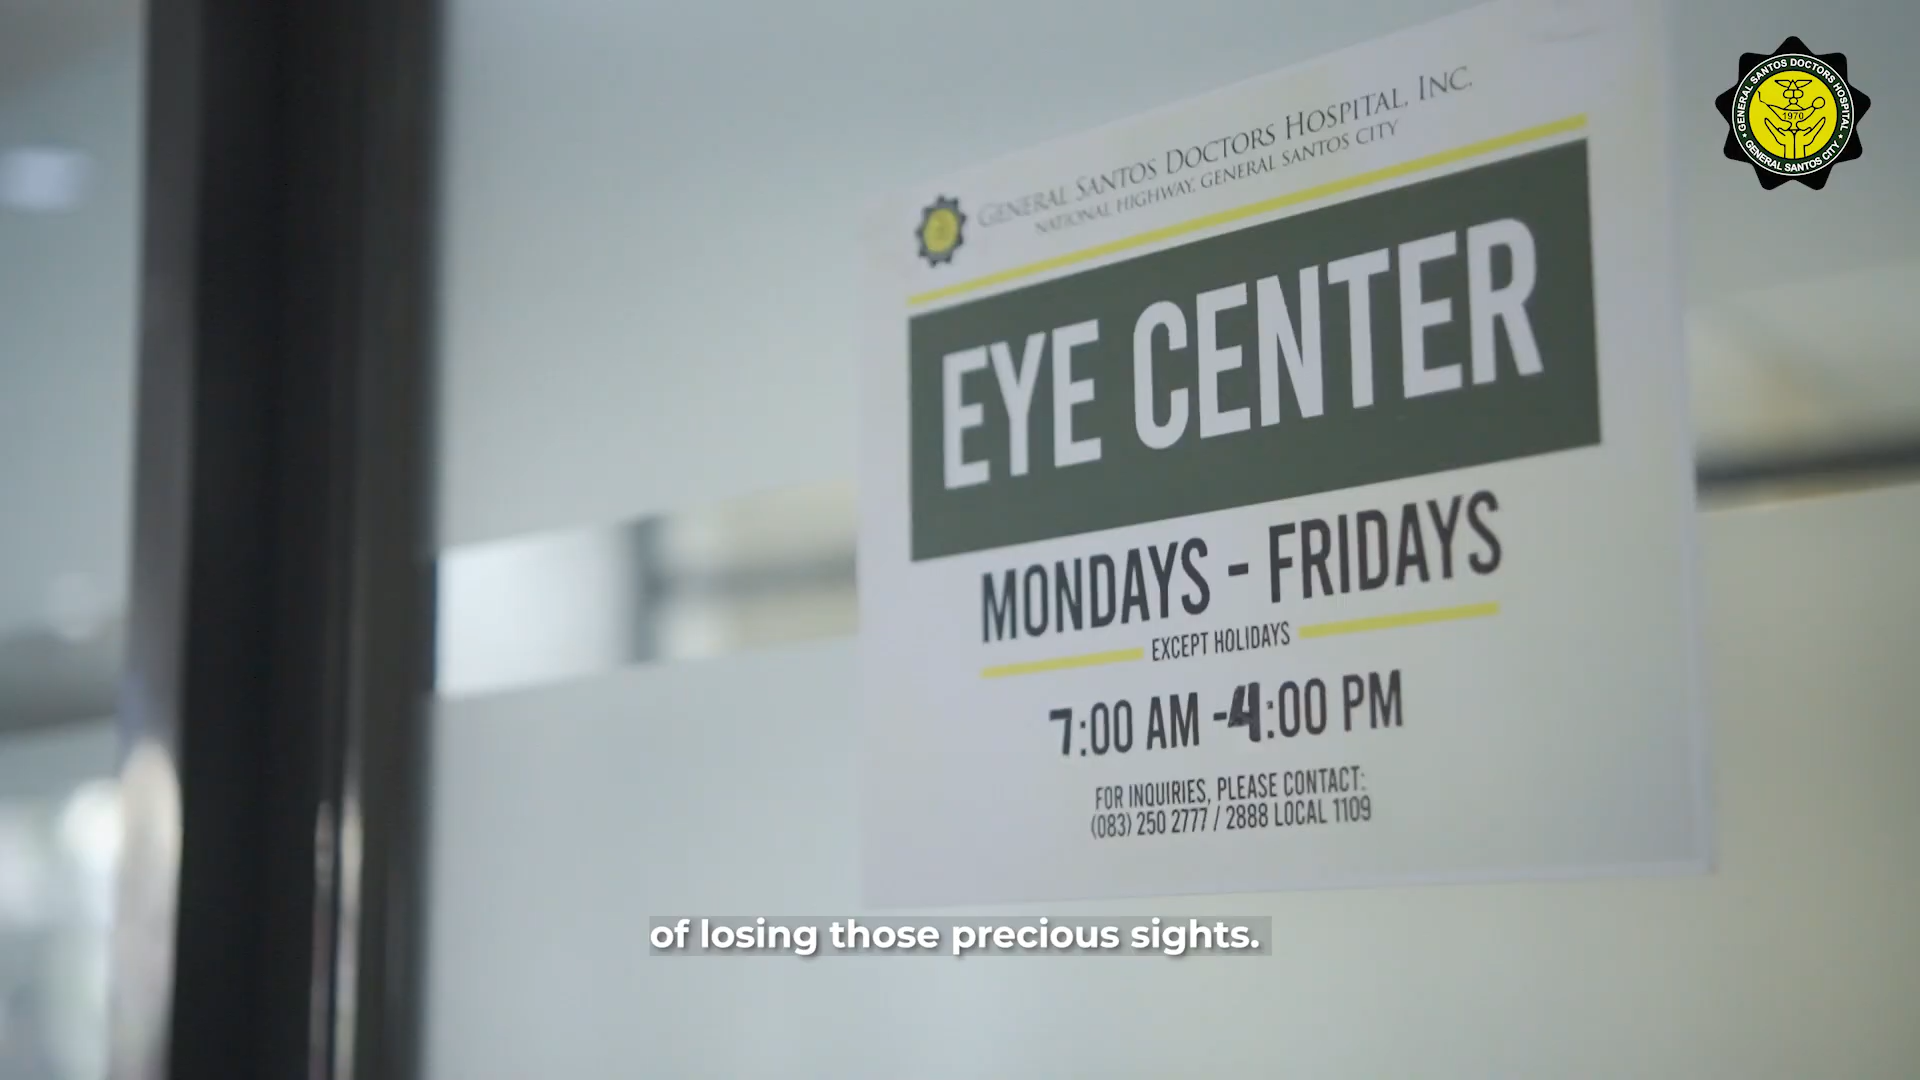 GENERAL SANTOS DOCTORS HOSPITAL, INC.
NATIONAL HIGHWAY, GENERAL SANTOS CITY
EYE CENTER
MONDAYS - FRIDAYS
EXCEPT HOLIDAYS
7:00 AM -4:00 PM
FOR INQUIRIES, PLEASE CONTACT:
(083) 250 2777 / 2888 LOCAL 1109
GENERAL SANTOS DOCTORS HOSPITAL
1970
GENERAL SANTOS CITY
of losing those precious sights.